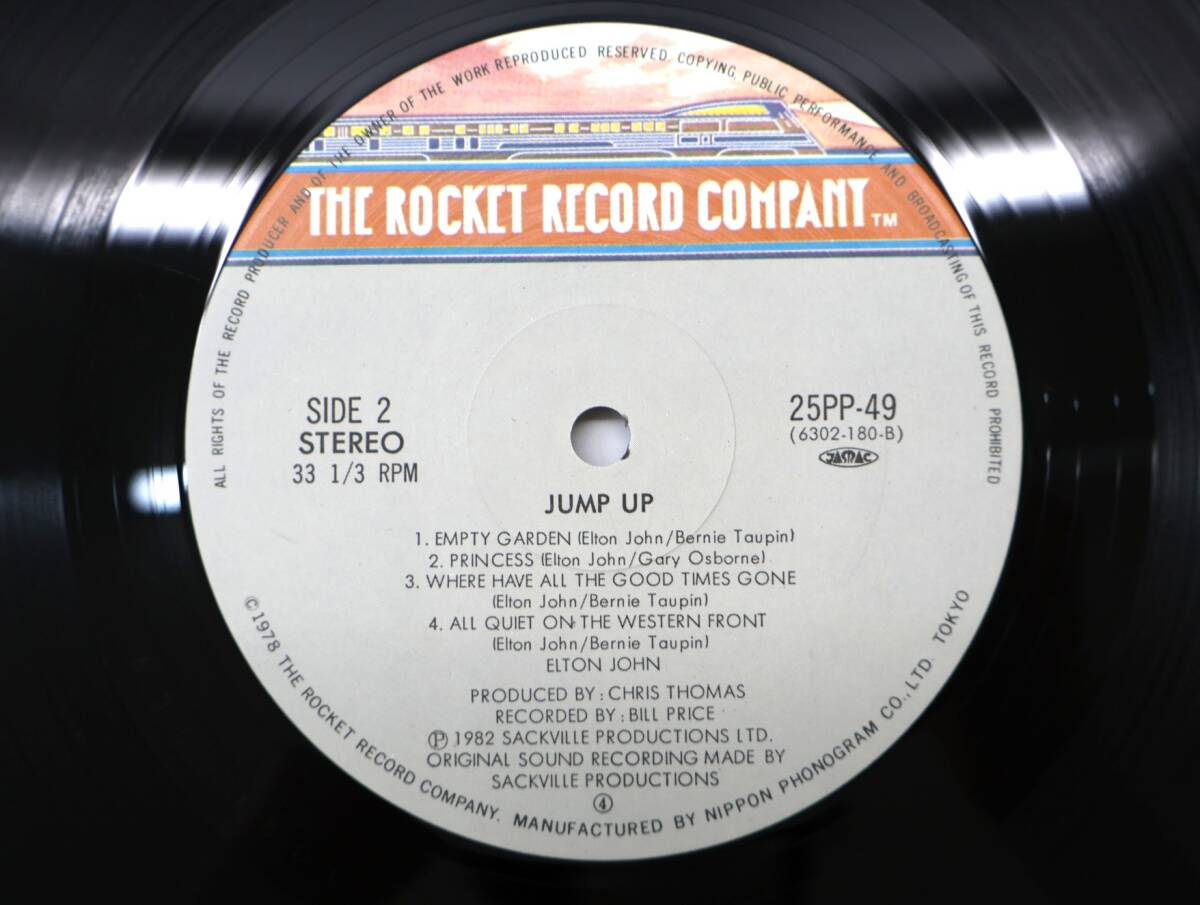 ALL RIGHTS OF THE RECORD PRODUCER AND OF THE OWNER OF THE WORK REPRODUCED RESERVED. COPYING, PUBLIC PERFORMANCE AND BROADCASTING OF THIS RECORD PROHIBITED
THE ROCKET RECORD COMPANY TM
SIDE 2
STEREO
33 1/3 RPM
25PP-49
(6302-180-B)
JASRAC
JUMP UP
1. EMPTY GARDEN (Elton John/Bernie Taupin)
2. PRINCESS (Elton John/Gary Osborne)
3. WHERE HAVE ALL THE GOOD TIMES GONE
(Elton John/Bernie Taupin)
4. ALL QUIET ON THE WESTERN FRONT
(Elton John/Bernie Taupin)
ELTON JOHN
PRODUCED BY: CHRIS THOMAS
RECORDED BY: BILL PRICE
Ⓟ 1982 SACKVILLE PRODUCTIONS LTD.
ORIGINAL SOUND RECORDING MADE BY
SACKVILLE PRODUCTIONS
④
©1978 THE ROCKET RECORD COMPANY. MANUFACTURED BY NIPPON PHONOGRAM CO., LTD. TOKYO